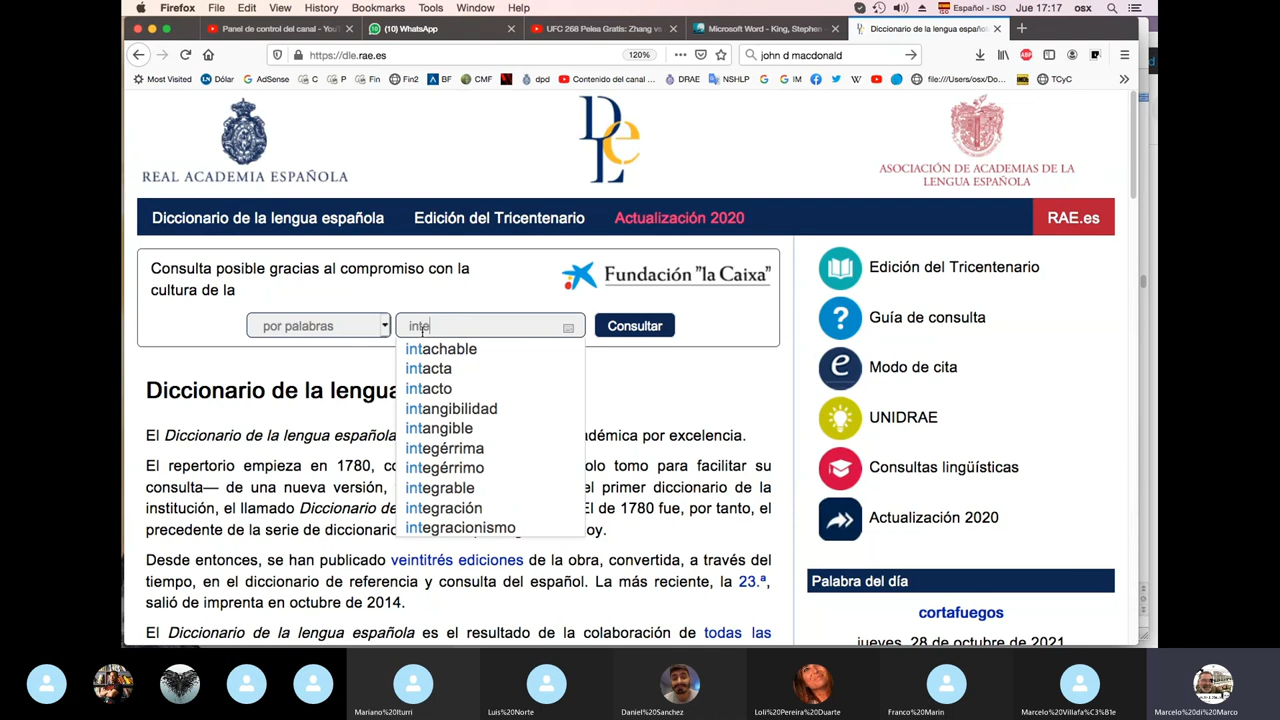 Firefox File Edit View History Bookmarks Tools Window Help
Español - ISO Jue 17:17 osx
Panel de control del canal - You
(10) WhatsApp
UFC 268 Pelea Gratis: Zhang vs
Microsoft Word - King, Stephen
Diccionario de la lengua español
https://dle.rae.es
120%
john d macdonald
Most Visited Dólar AdSense C P Fin Fin2 BF CMF dpd Contenido del canal ... DRAE NSHLP G IM file:///Users/osx/Do... TCyC
REAL ACADEMIA ESPAÑOLA
DLe
ASOCIACIÓN DE ACADEMIAS DE LA
LENGUA ESPAÑOLA
Diccionario de la lengua española Edición del Tricentenario Actualización 2020 RAE.es
Consulta posible gracias al compromiso con la
cultura de la
Fundación "la Caixa"
por palabras
inte
Consultar
intachable
intacta
intacto
intangibilidad
intangible
integérrima
integérrimo
integrable
integración
integracionismo
Diccionario de la lengu
El Diccionario de la lengua española
adémica por excelencia.
El repertorio empieza en 1780, co
olo tomo para facilitar su
consulta— de una nueva versión,
el primer diccionario de la
institución, el llamado Diccionario de
El de 1780 fue, por tanto, el
precedente de la serie de diccionario
oy.
Desde entonces, se han publicado veintitrés ediciones de la obra, convertida, a través del
tiempo, en el diccionario de referencia y consulta del español. La más reciente, la 23.ª,
salió de imprenta en octubre de 2014.
El Diccionario de la lengua española es el resultado de la colaboración de todas las
Edición del Tricentenario
Guía de consulta
Modo de cita
UNIDRAE
Consultas lingüísticas
Actualización 2020
Palabra del día
cortafuegos
jueves, 28 de octubre de 2021
Mariano%20Iturri
Luis%20Norte
Daniel%20Sanchez
Loli%20Pereira%20Duarte
Franco%20Marin
Marcelo%20Villafa%C3%B1e
Marcelo%20di%20Marco